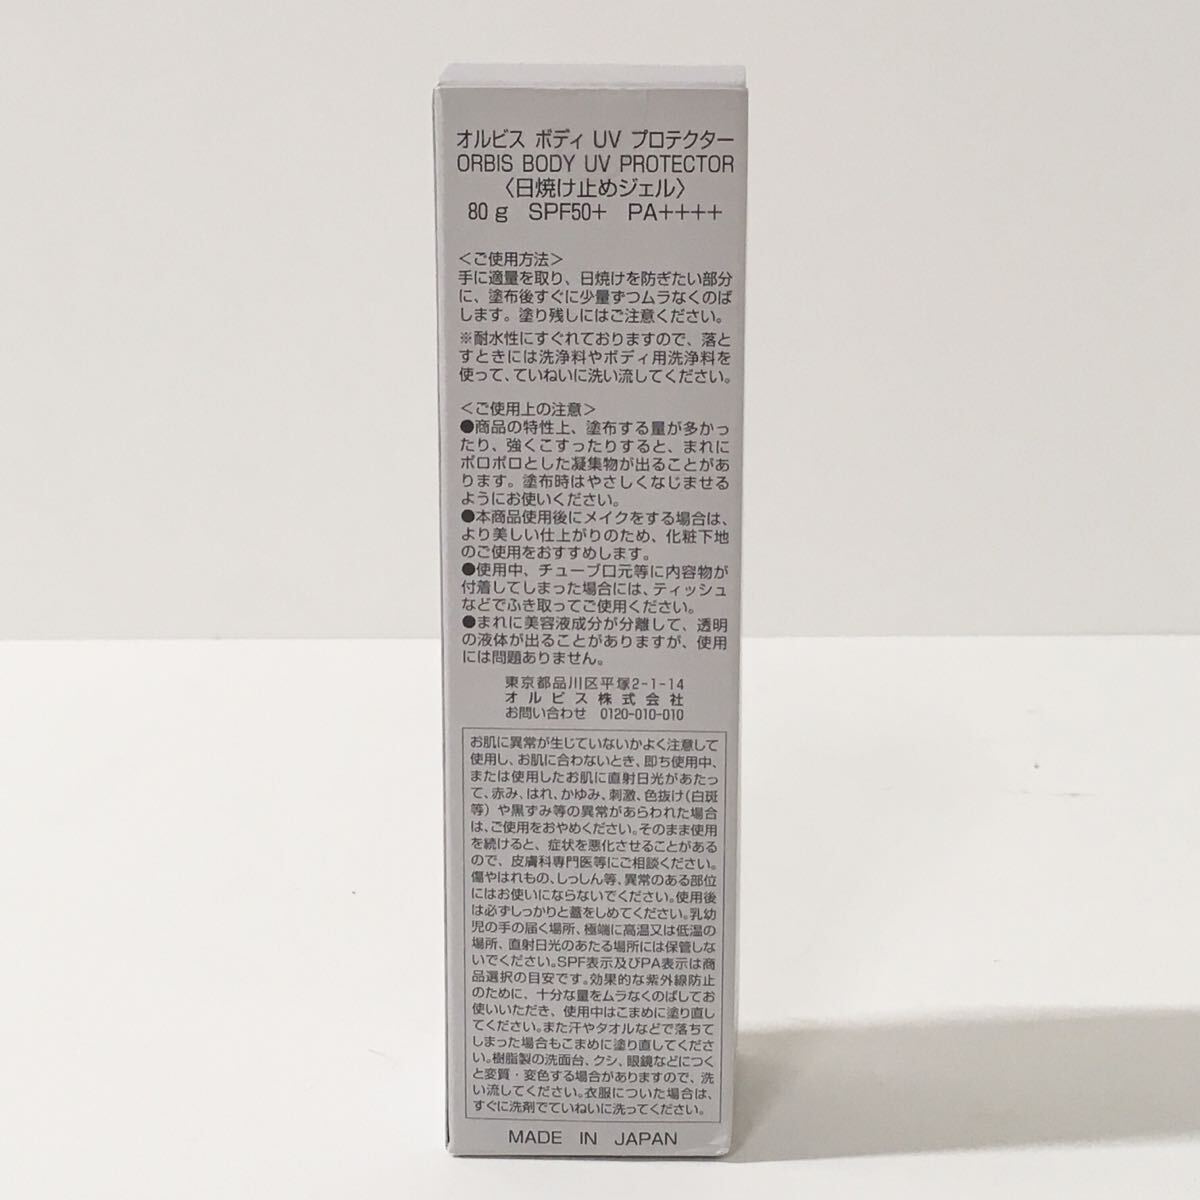 オルビス ボディ UV プロテクター
ORBIS BODY UV PROTECTOR
〈日焼け止めジェル〉
80g SPF50+ PA++++
＜ご使用方法＞
手に適量を取り、日焼けを防ぎたい部分
に、塗布後すぐに少量ずつムラなくのば
します。塗り残しにはご注意ください。
※耐水性にすぐれておりますので、落と
すときには洗浄料やボディ用洗浄料を
使って、ていねいに洗い流してください。
＜ご使用上の注意＞
●商品の特性上、塗布する量が多かっ
たり、強くこすったりすると、まれに
ポロポロとした凝集物が出ることがあ
ります。塗布時はやさしくなじませる
ようにお使いください。
●本商品使用後にメイクをする場合は、
より美しい仕上がりのため、化粧下地
のご使用をおすすめします。
●使用中、チューブ口元等に内容物が
付着してしまった場合には、ティッシュ
などでふき取ってご使用ください。
●まれに美容液成分が分離して、透明
の液体が出ることがありますが、使用
には問題ありません。
東京都品川区平塚2-1-14
オルビス株式会社
お問い合わせ 0120-010-010
お肌に異常が生じていないかよく注意して
使用し、お肌に合わないとき、即ち使用中、
または使用したお肌に直射日光があたっ
て、赤み、はれ、かゆみ、刺激、色抜け(白斑
等)や黒ずみ等の異常があらわれた場合
は、ご使用をおやめください。そのまま使用
を続けると、症状を悪化させることがある
ので、皮膚科専門医等にご相談ください。
傷やはれもの、しっしん等、異常のある部位
にはお使いにならないでください。使用後
は必ずしっかりと蓋をしめてください。乳幼
児の手の届く場所、極端に高温又は低温の
場所、直射日光のあたる場所には保管しな
いでください。SPF表示及びPA表示は商
品選択の目安です。効果的な紫外線防止
のために、十分な量をムラなくのばしてお
使いいただき、使用中はこまめに塗り直し
てください。また汗やタオルなどで落ちて
しまった場合もこまめに塗り直してくださ
い。樹脂製の洗面台、クシ、眼鏡などにつく
と変質・変色する場合がありますので、洗
い流してください。衣服についた場合は、
すぐに洗剤でていねいに洗ってください。
MADE IN JAPAN